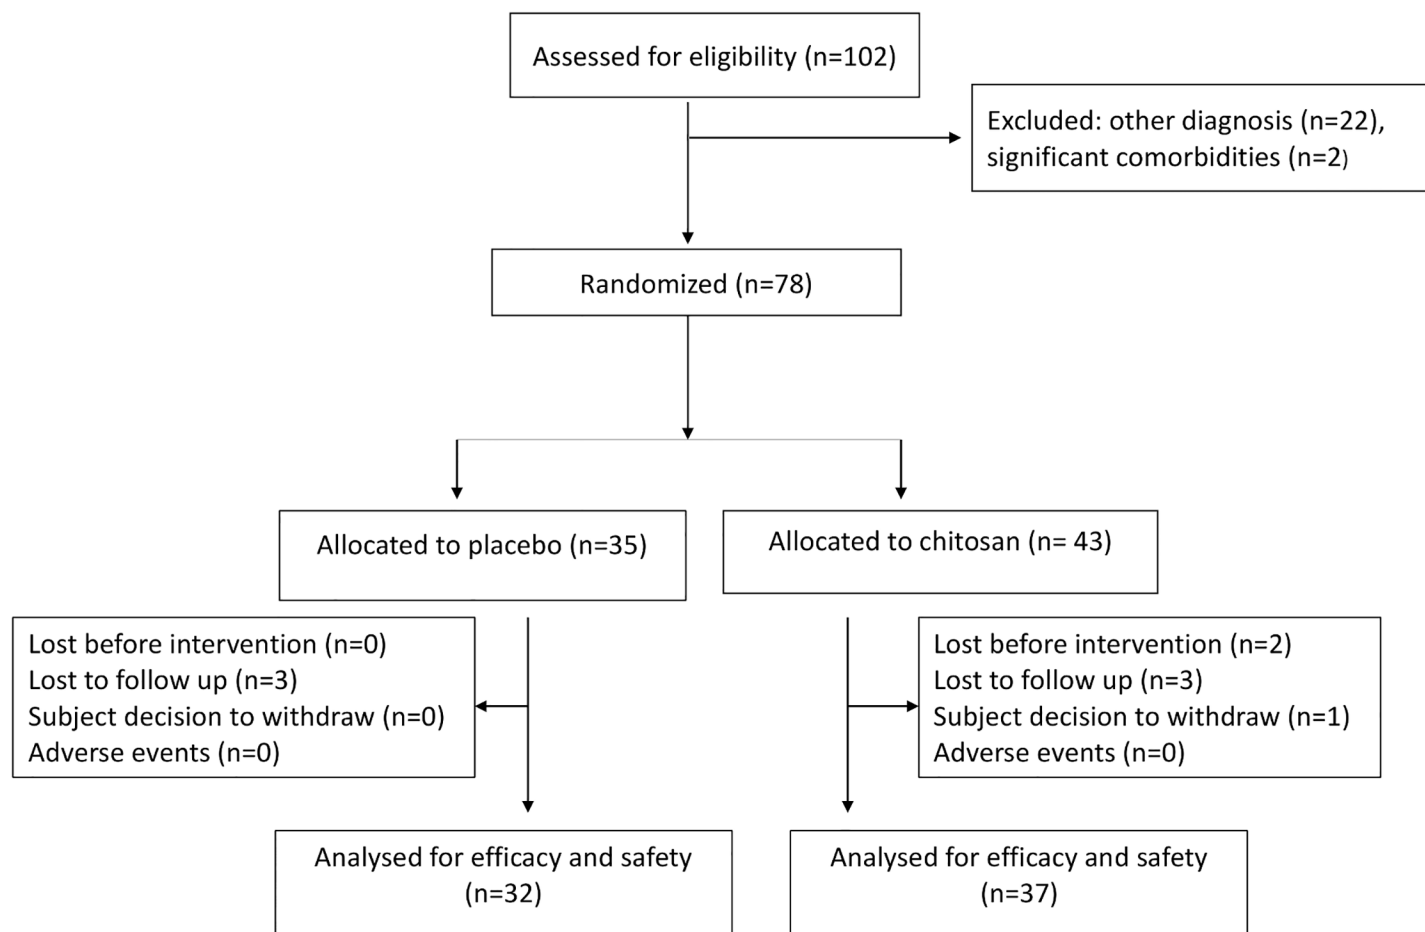 Assessed for eligibility (n=102)
Excluded: other diagnosis (n=22),
significant comorbidities (n=2)
Randomized (n=78)
Allocated to placebo (n=35)
Allocated to chitosan (n= 43)
Lost before intervention (n=0)
Lost to follow up (n=3)
Subject decision to withdraw (n=0)
Adverse events (n=0)
Lost before intervention (n=2)
Lost to follow up (n=3)
Subject decision to withdraw (n=1)
Adverse events (n=0)
Analysed for efficacy and safety
(n=32)
Analysed for efficacy and safety
(n=37)